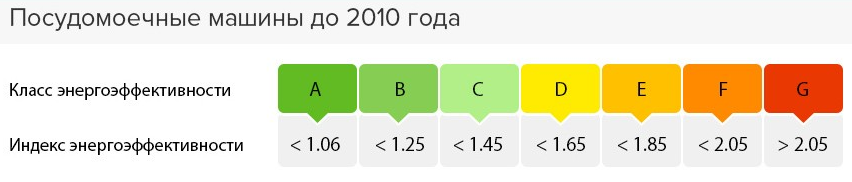 Посудомоечные машины до 2010 года
Класс энергоэффективности A B C D E F G
Индекс энергоэффективности < 1.06 < 1.25 < 1.45 < 1.65 < 1.85 < 2.05 > 2.05